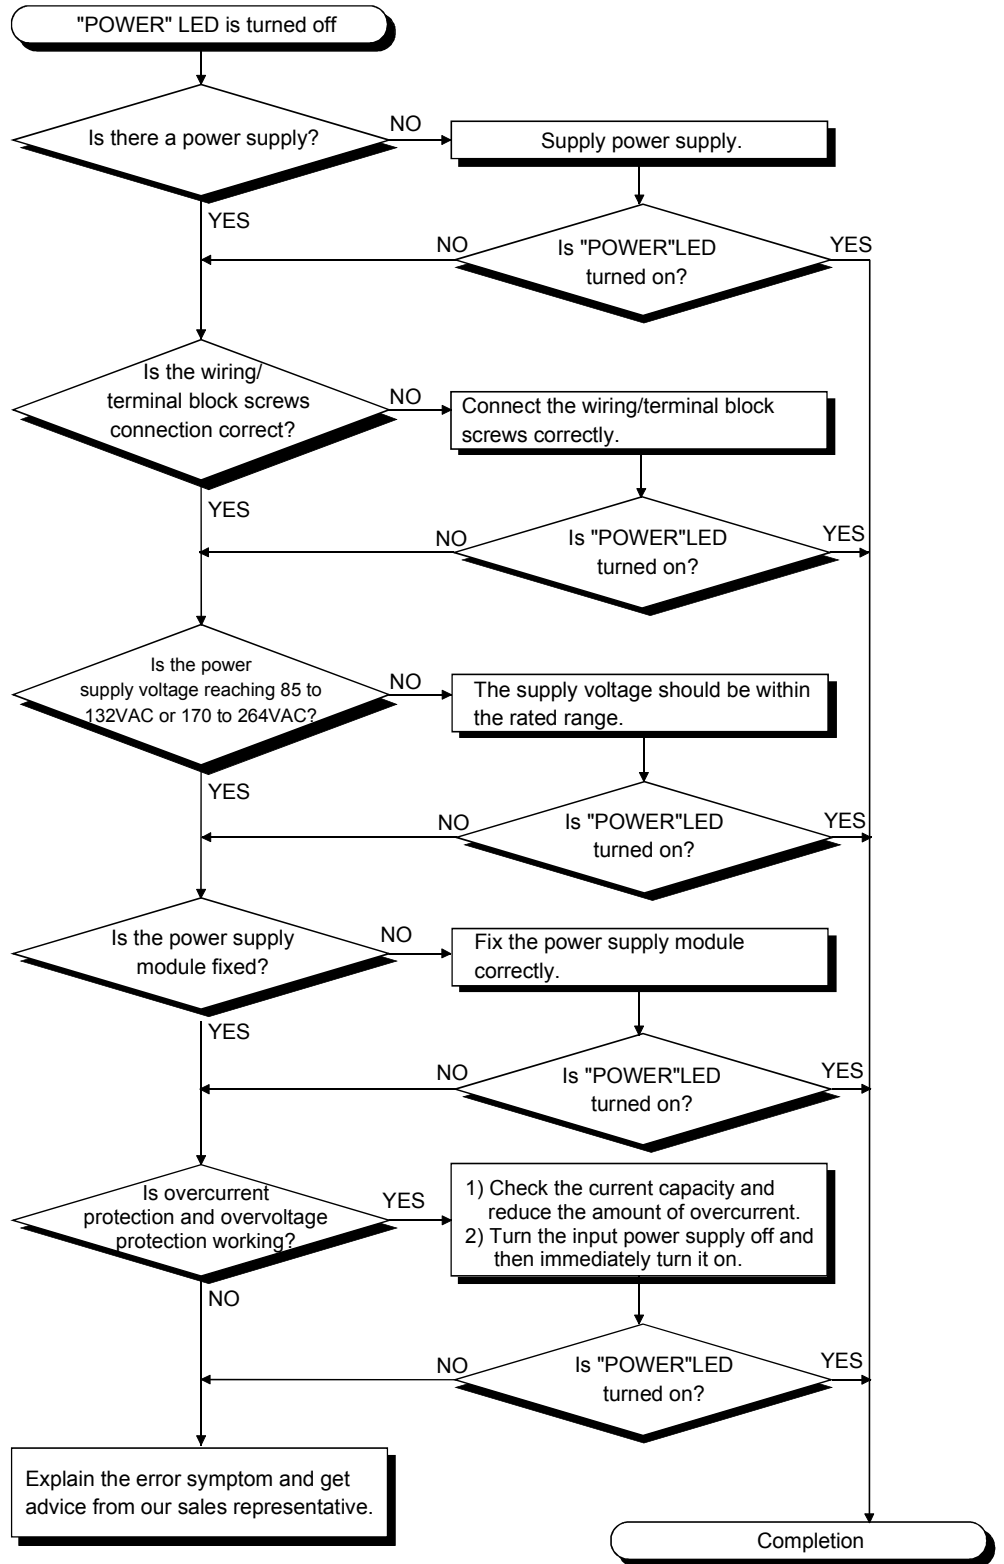 "POWER" LED is turned off
Is there a power supply?
NO
Supply power supply.
YES
NO
Is "POWER"LED
turned on?
YES
Is the wiring/
terminal block screws
connection correct?
NO
Connect the wiring/terminal block
screws correctly.
YES
NO
Is "POWER"LED
turned on?
YES
Is the power
supply voltage reaching 85 to
132VAC or 170 to 264VAC?
NO
The supply voltage should be within
the rated range.
YES
NO
Is "POWER"LED
turned on?
YES
Is the power supply
module fixed?
NO
Fix the power supply module
correctly.
YES
NO
Is "POWER"LED
turned on?
YES
Is overcurrent
protection and overvoltage
protection working?
YES
1) Check the current capacity and
reduce the amount of overcurrent.
2) Turn the input power supply off and
then immediately turn it on.
NO
NO
Is "POWER"LED
turned on?
YES
Explain the error symptom and get
advice from our sales representative.
Completion